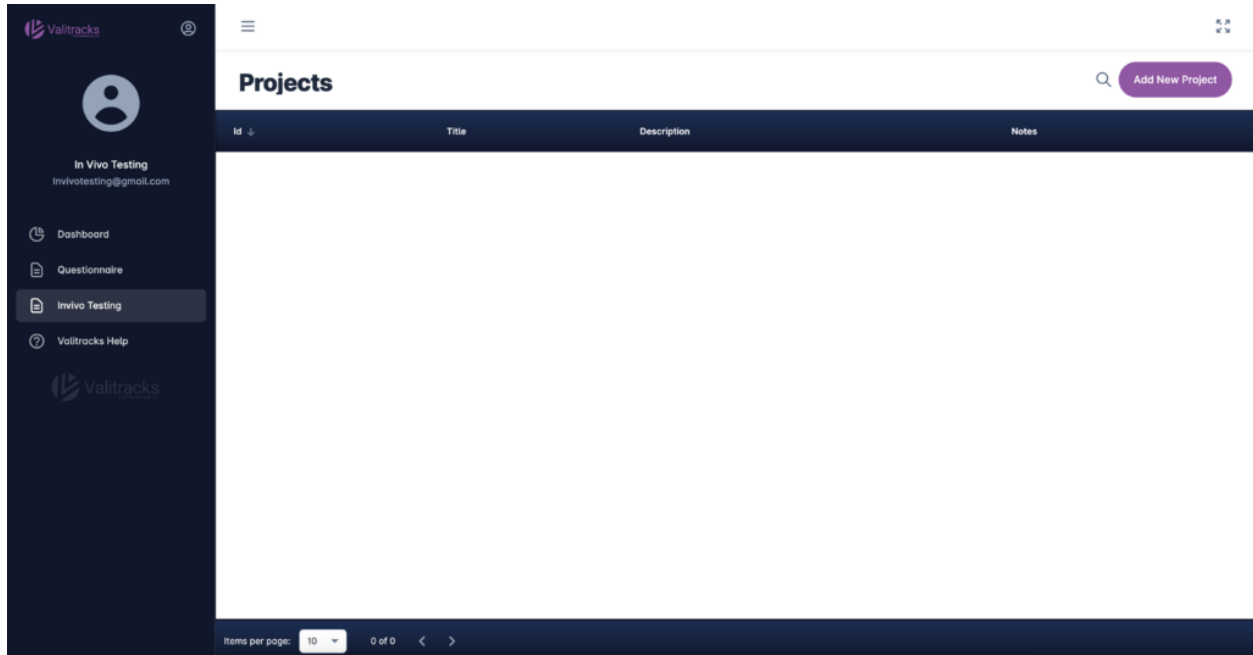 Valitracks
In Vivo Testing
Invivotesting@gmail.com
Dashboard
Questionnaire
Invivo Testing
Valitracks Help
Valitracks
Projects
Add New Project
Id Title Description Notes
Items per page: 10 0 of 0